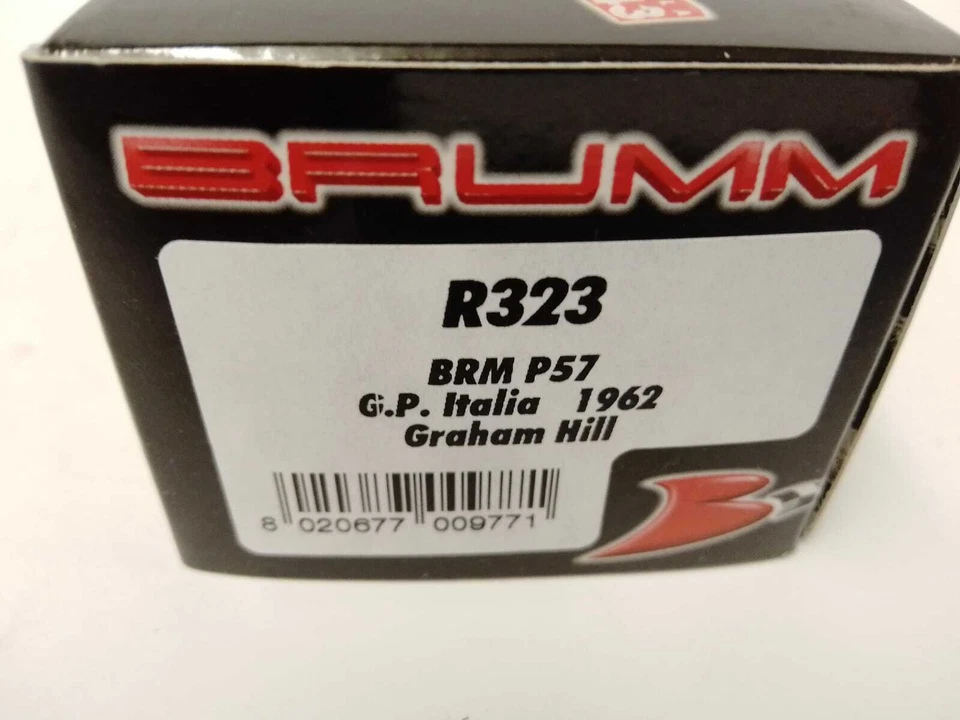 BRUMM
R323
BRM P57
G.P. Italia 1962
Graham Hill
8 020677 009771